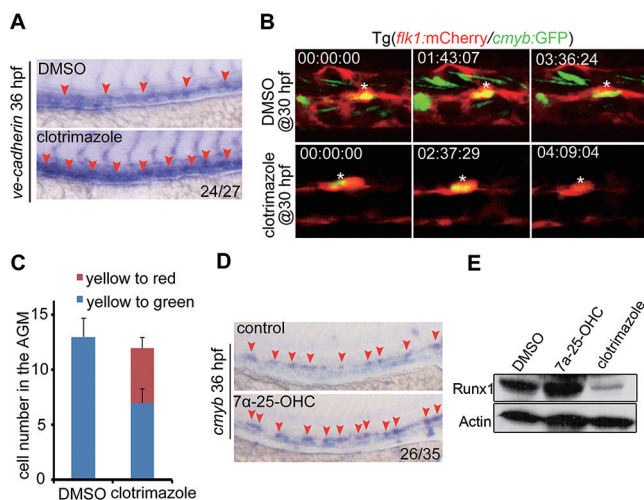 A
ve-cadherin 36 hpf
DMSO
clotrimazole
24/27
B
Tg(flk1:mCherry/cmyb:GFP)
DMSO
@30 hpf
00:00:00
01:43:07
03:36:24
*
*
*
clotrimazole
@30 hpf
00:00:00
02:37:29
04:09:04
*
*
*
C
yellow to red
yellow to green
cell number in the AGM
15
10
5
0
DMSO
clotrimazole
D
cmyb 36 hpf
control
7α-25-OHC
26/35
E
DMSO
7a-25-OHC
clotrimazole
Runx1
Actin